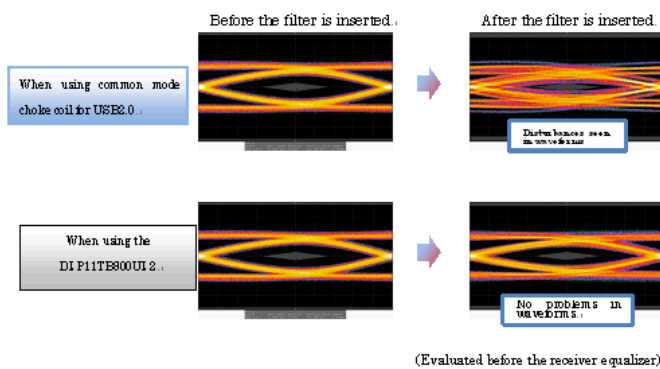 Before the filter is inserted.
After the filter is inserted.
When using common mode
choke coil for USB2.0.
Disturbances seen
in waveforms
When using the
DLP11TB800UL2.
No problems in
waveforms.
(Evaluated before the receiver equalizer)